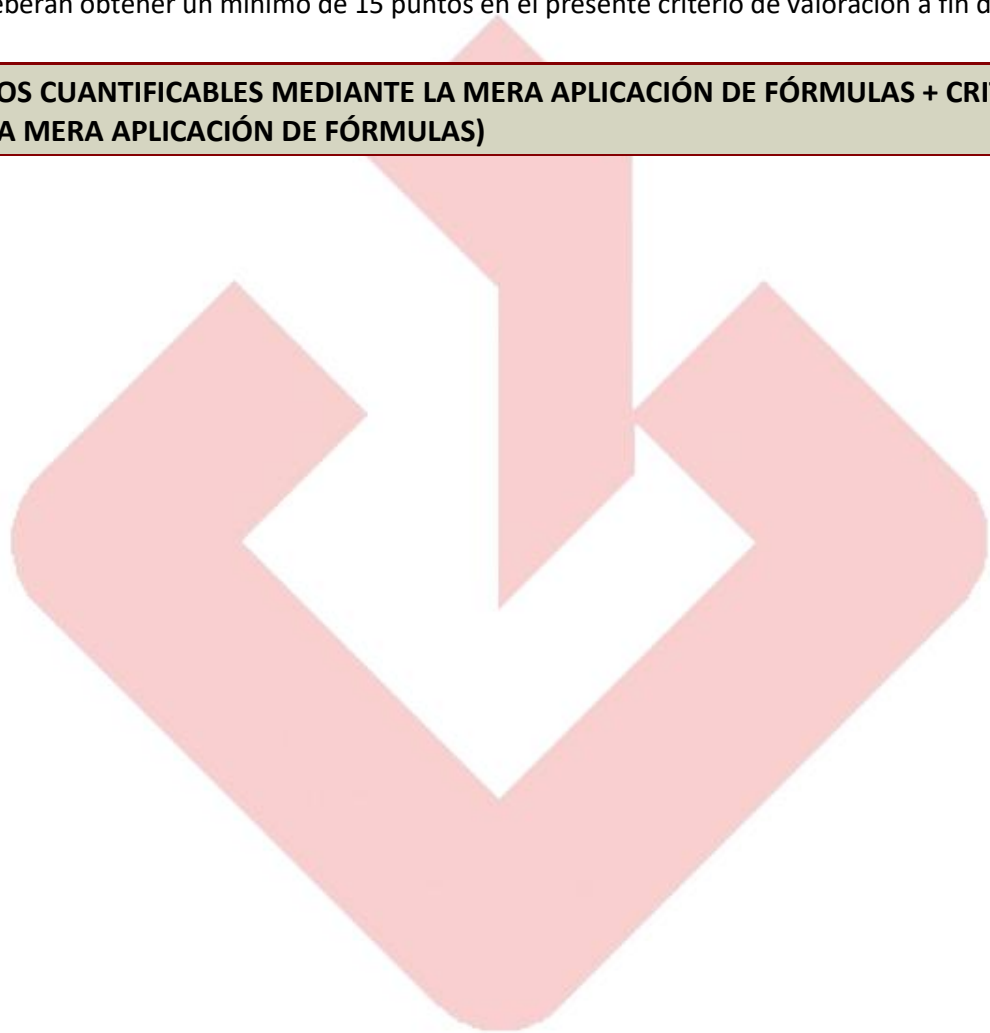 eberán obtener un mínimo de 15 puntos en el presente criterio de valoración a fin d
OS CUANTIFICABLES MEDIANTE LA MERA APLICACIÓN DE FÓRMULAS + CRI
A MERA APLICACIÓN DE FÓRMULAS)